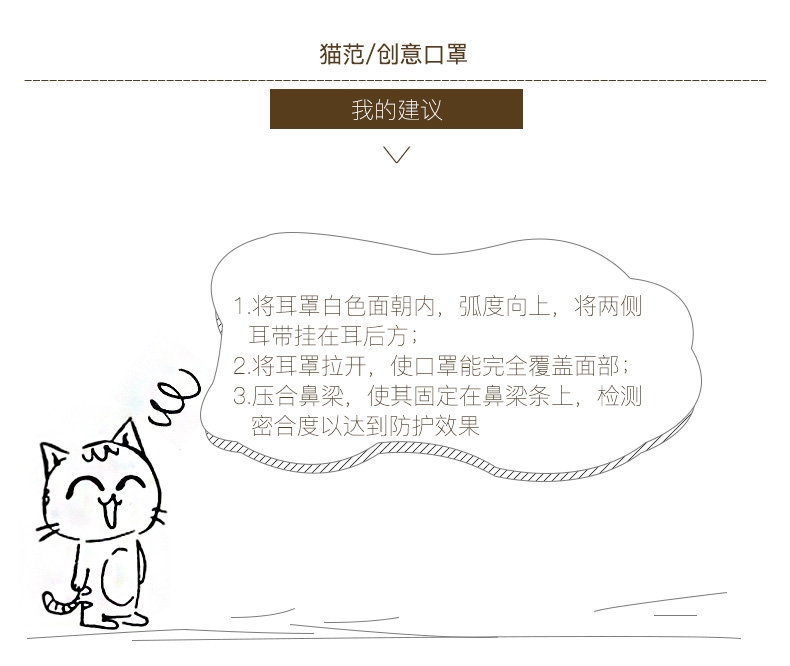 猫范/创意口罩
我的建议
1.将耳罩白色面朝内，弧度向上，将两侧
耳带挂在耳后方；
2.将耳罩拉开，使口罩能完全覆盖面部；
3.压合鼻梁，使其固定在鼻梁条上，检测
密合度以达到防护效果